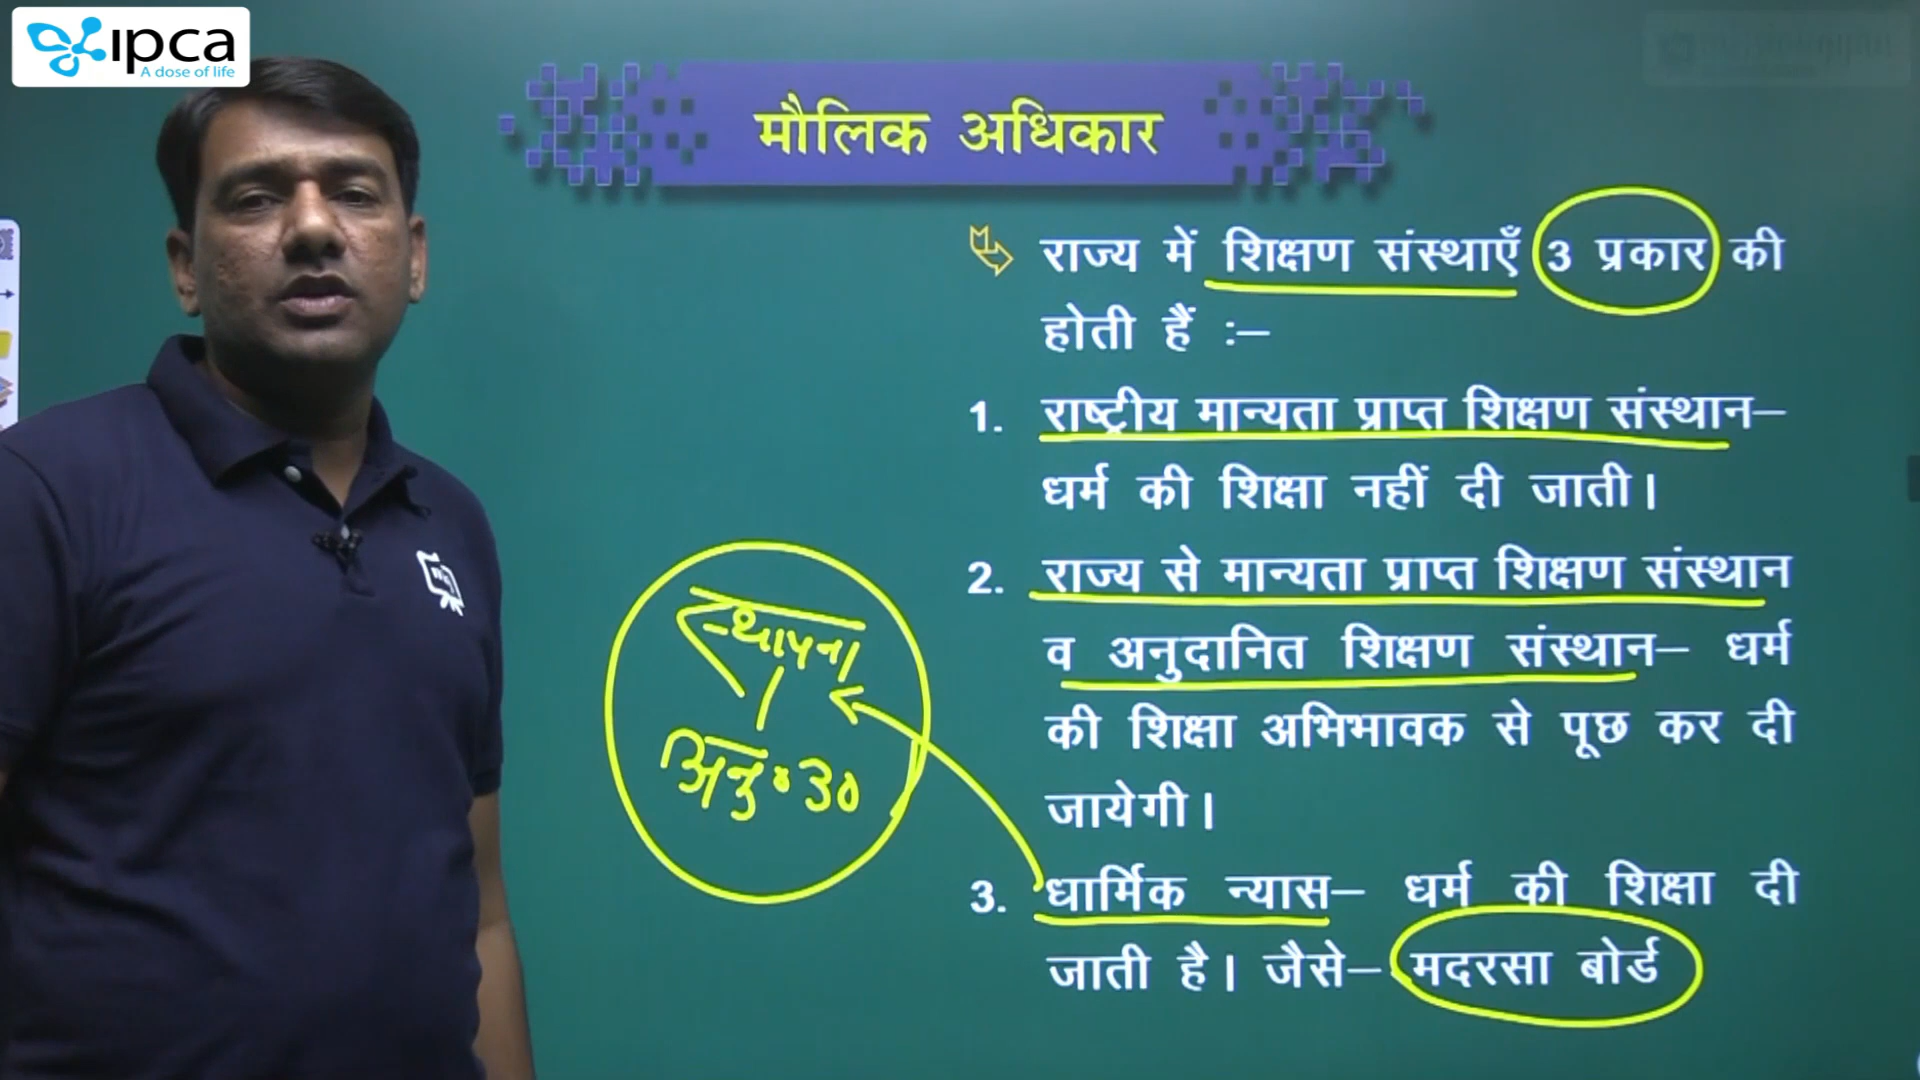 ipca
A dose of life
मौलिक अधिकार
राज्य में शिक्षण संस्थाएँ 3 प्रकार की
होती हैं :–
1. राष्ट्रीय मान्यता प्राप्त शिक्षण संस्थान–
धर्म की शिक्षा नहीं दी जाती।
2. राज्य से मान्यता प्राप्त शिक्षण संस्थान
व अनुदानित शिक्षण संस्थान– धर्म
की शिक्षा अभिभावक से पूछ कर दी
जायेगी।
3. धार्मिक न्यास– धर्म की शिक्षा दी
जाती है। जैसे– मदरसा बोर्ड
स्थापना
अनु॰ 30